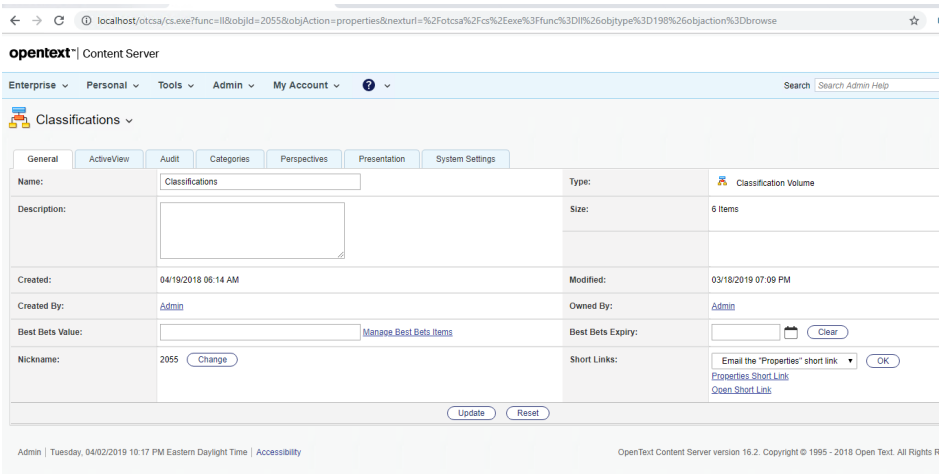 localhost/otcsa/cs.exe?func=ll&objId=2055&objAction=properties&nexturl=%2Fotcsa%2Fcs%2Eexe%3Ffunc%3Dll%26objtype%3D198%26objaction%3Dbrowse
opentext™ | Content Server
Enterprise Personal Tools Admin My Account ? Search Search Admin Help
Classifications
General ActiveView Audit Categories Perspectives Presentation System Settings
Name: Classifications Type: Classification Volume
Description: Size: 6 Items
Created: 04/19/2018 06:14 AM Modified: 03/18/2019 07:09 PM
Created By: Admin Owned By: Admin
Best Bets Value: Manage Best Bets Items Best Bets Expiry: Clear
Nickname: 2055 Change Short Links: Email the "Properties" short link OK
Properties Short Link
Open Short Link
Update Reset
Admin | Tuesday, 04/02/2019 10:17 PM Eastern Daylight Time | Accessibility OpenText Content Server version 16.2. Copyright © 1995 - 2018 Open Text. All Rights R